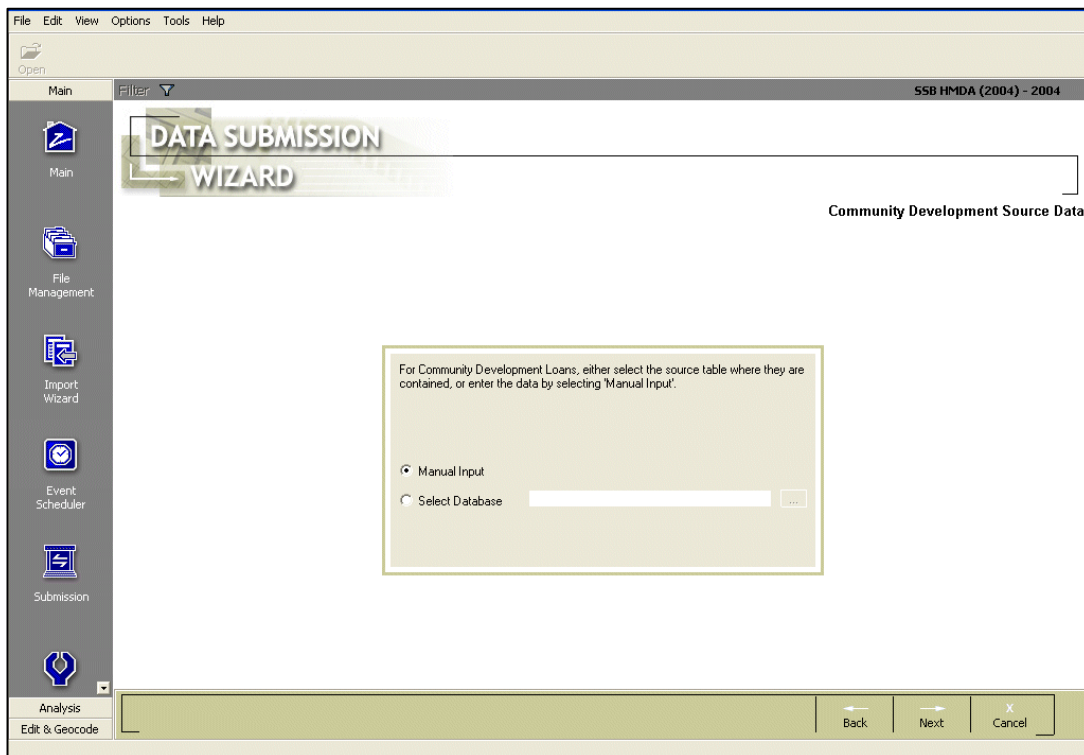 File Edit View Options Tools Help
Open
Main
Filter
SSB HMDA (2004) - 2004
DATA SUBMISSION
WIZARD
Community Development Source Data
Main
File
Management
Import
Wizard
Event
Scheduler
Submission
For Community Development Loans, either select the source table where they are
contained, or enter the data by selecting 'Manual Input'.
Manual Input
Select Database
...
Analysis
Edit & Geocode
Back
Next
X
Cancel